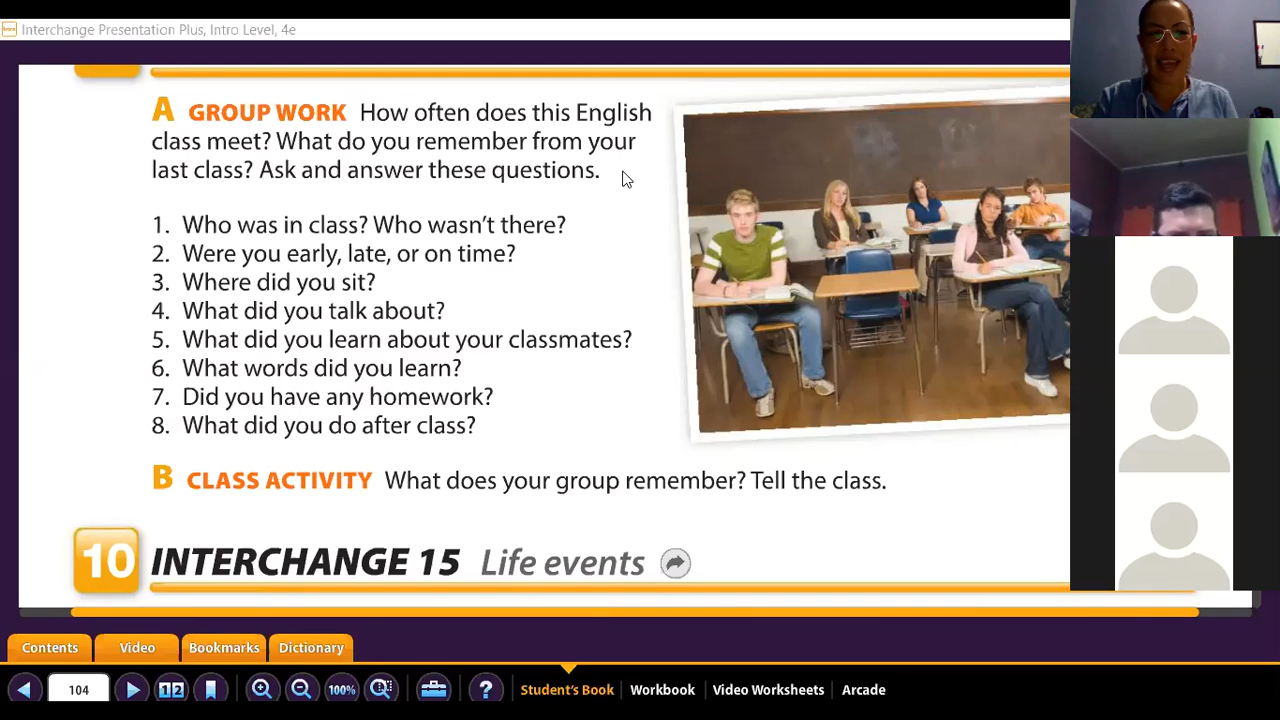 Interchange Presentation Plus, Intro Level, 4e
A GROUP WORK How often does this English
class meet? What do you remember from your
last class? Ask and answer these questions.
1. Who was in class? Who wasn't there?
2. Were you early, late, or on time?
3. Where did you sit?
4. What did you talk about?
5. What did you learn about your classmates?
6. What words did you learn?
7. Did you have any homework?
8. What did you do after class?
B CLASS ACTIVITY What does your group remember? Tell the class.
10 INTERCHANGE 15 Life events
Contents Video Bookmarks Dictionary
104 1 2 100% ? Student's Book Workbook Video Worksheets Arcade